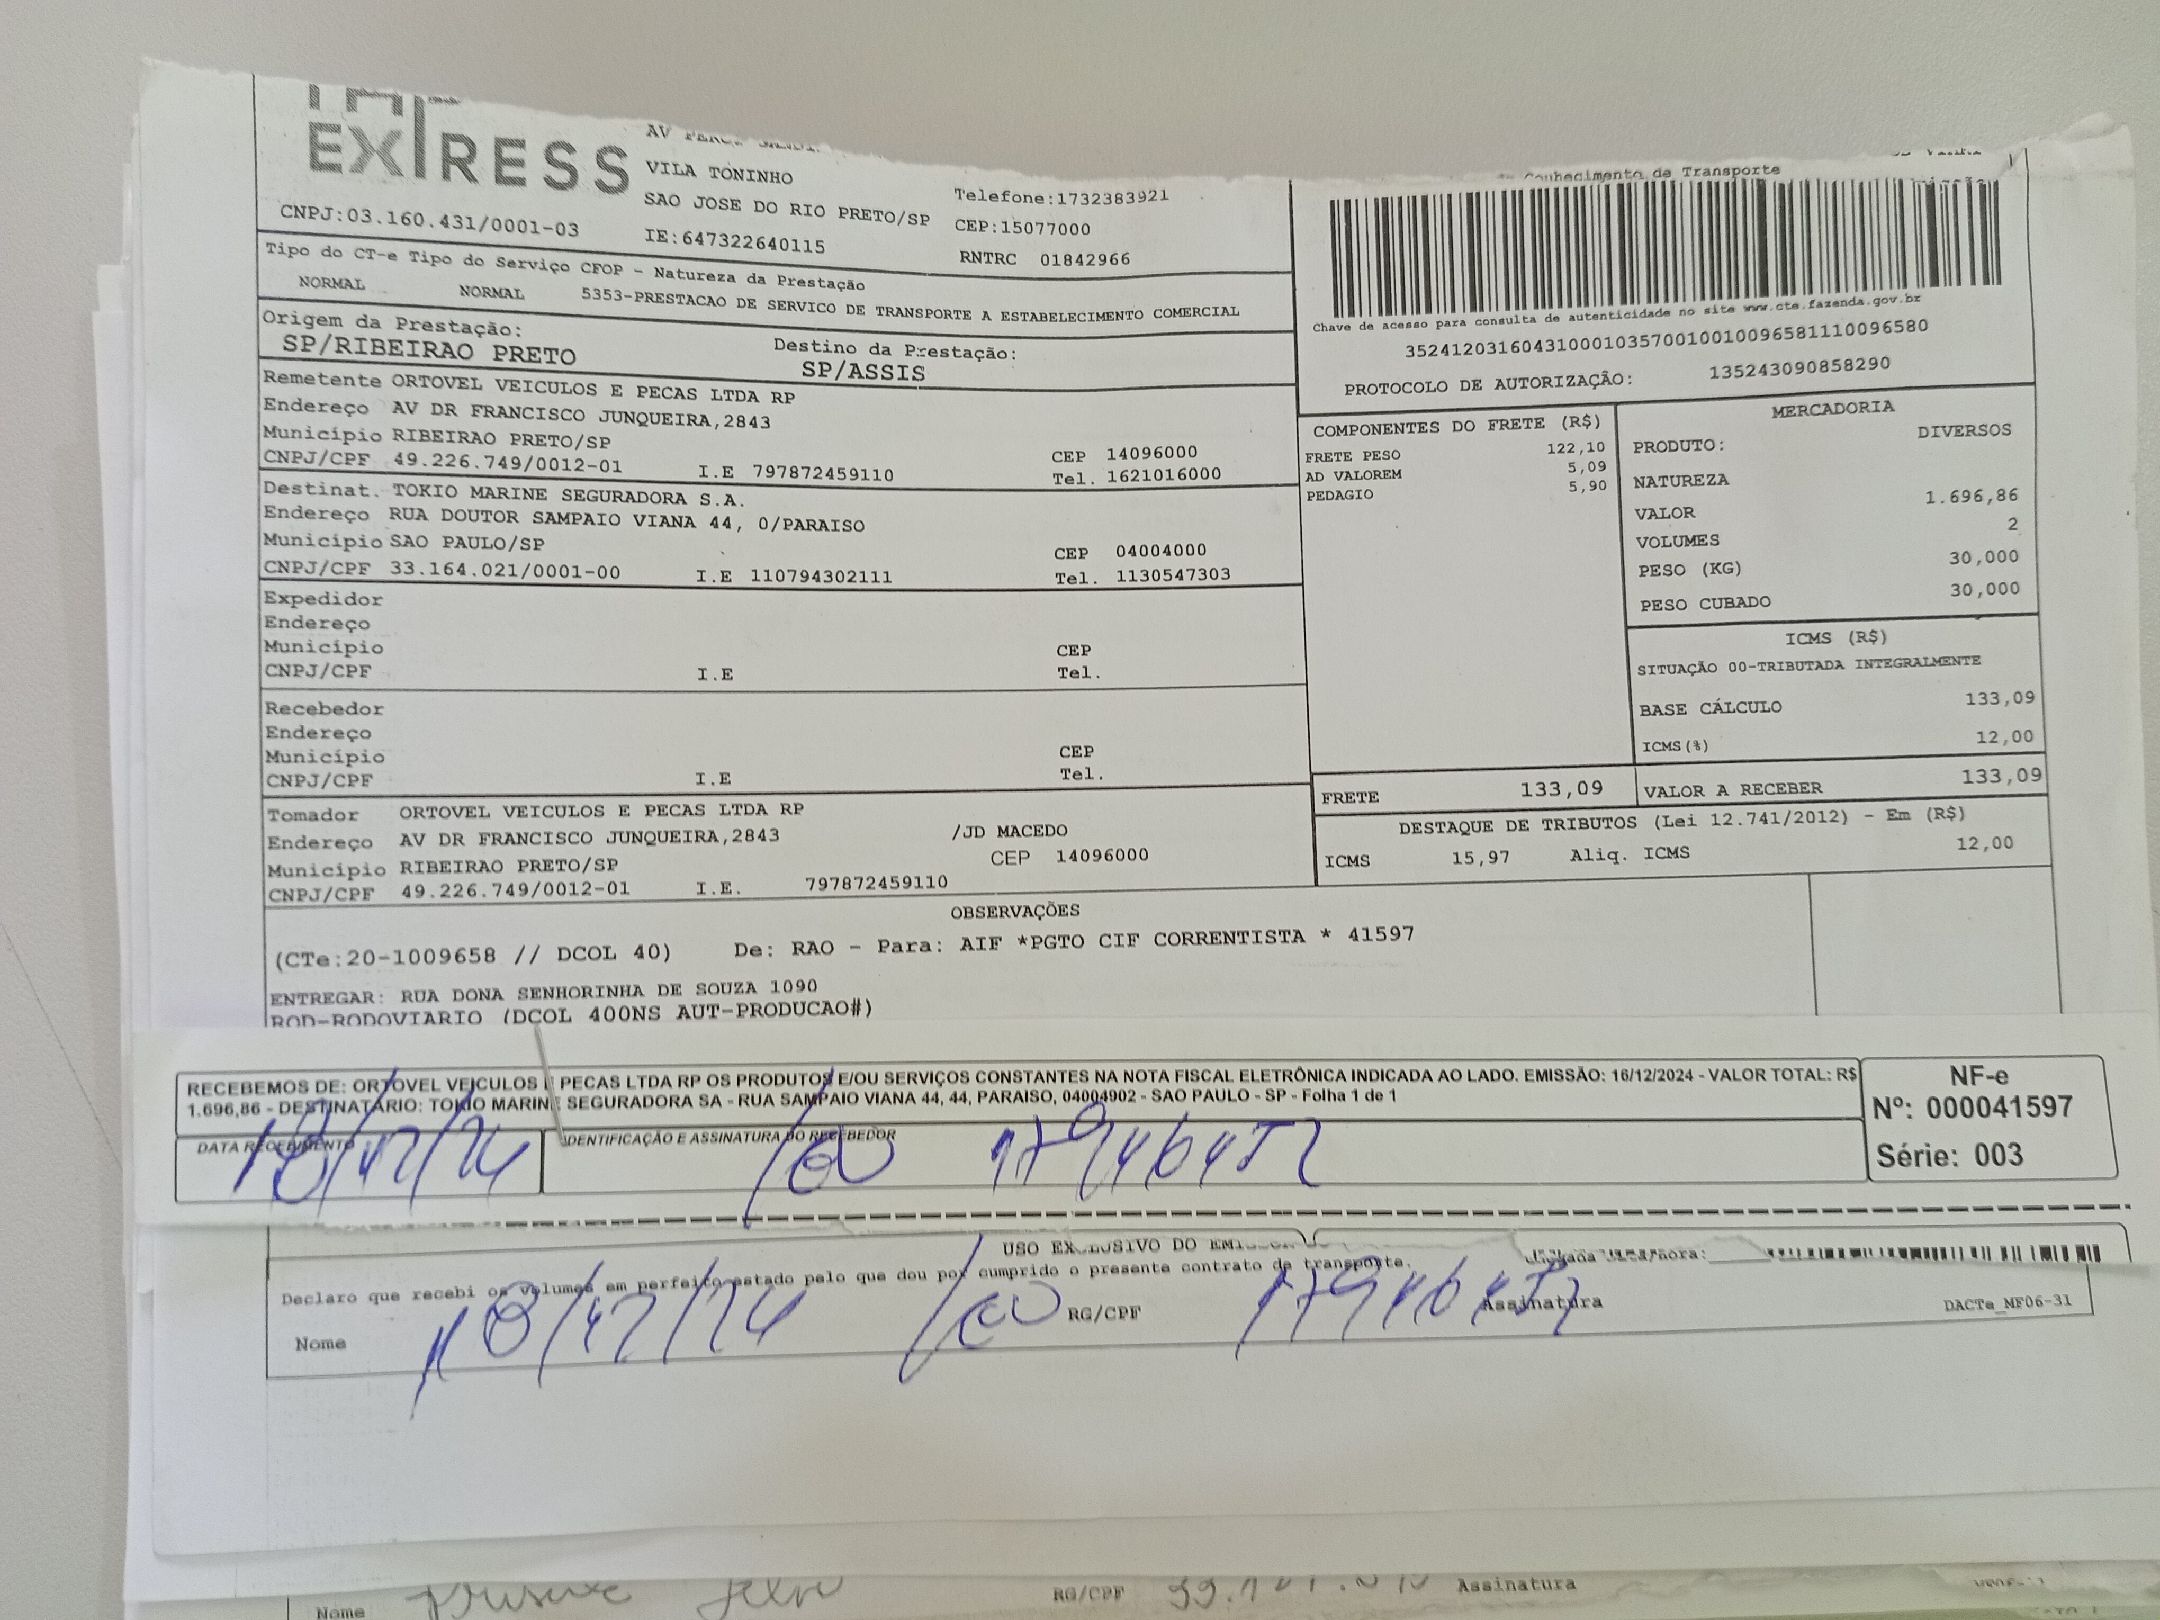 EXPRESS
VILA TONINHO
SAO JOSE DO RIO PRETO/SP
Telefone:1732383921
CNPJ:03.160.431/0001-03
IE:647322640115
CEP:15077000
RNTRC 01842966
Tipo do CT-e Tipo do Serviço CFOP - Natureza da Prestação
NORMAL NORMAL 5353-PRESTACAO DE SERVICO DE TRANSPORTE A ESTABELECIMENTO COMERCIAL
Origem da Prestação:
SP/RIBEIRAO PRETO
Destino da Prestação:
SP/ASSIS
Remetente ORTOVEL VEICULOS E PECAS LTDA RP
Endereço AV DR FRANCISCO JUNQUEIRA,2843
Município RIBEIRAO PRETO/SP CEP 14096000
CNPJ/CPF 49.226.749/0012-01 I.E 797872459110 Tel. 1621016000
Destinat. TOKIO MARINE SEGURADORA S.A.
Endereço RUA DOUTOR SAMPAIO VIANA 44, 0/PARAISO
Município SAO PAULO/SP CEP 04004000
CNPJ/CPF 33.164.021/0001-00 I.E 110794302111 Tel. 1130547303
Expedidor
Endereço
Município CEP
CNPJ/CPF I.E Tel.
Recebedor
Endereço
Município CEP
CNPJ/CPF I.E Tel.
Tomador ORTOVEL VEICULOS E PECAS LTDA RP
Endereço AV DR FRANCISCO JUNQUEIRA,2843 /JD MACEDO
Município RIBEIRAO PRETO/SP CEP 14096000
CNPJ/CPF 49.226.749/0012-01 I.E. 797872459110
Conhecimento de Transporte
Chave de acesso para consulta de autenticidade no site www.cte.fazenda.gov.br
35241203160431000103570010010096581110096580
PROTOCOLO DE AUTORIZAÇÃO: 135243090858290
COMPONENTES DO FRETE (R$)
FRETE PESO 122,10
AD VALOREM 5,09
PEDAGIO 5,90
MERCADORIA
PRODUTO: DIVERSOS
NATUREZA
VALOR 1.696,86
VOLUMES 2
PESO (KG) 30,000
PESO CUBADO 30,000
ICMS (R$)
SITUAÇÃO 00-TRIBUTADA INTEGRALMENTE
BASE CÁLCULO 133,09
ICMS(%) 12,00
FRETE 133,09 VALOR A RECEBER 133,09
DESTAQUE DE TRIBUTOS (Lei 12.741/2012) - Em (R$)
ICMS 15,97 Aliq. ICMS 12,00
OBSERVAÇÕES
(CTe:20-1009658 // DCOL 40) De: RAO - Para: AIF *PGTO CIF CORRENTISTA * 41597
ENTREGAR: RUA DONA SENHORINHA DE SOUZA 1090
ROD-RODOVIARIO (DCOL 400NS AUT-PRODUCAO#)
RECEBEMOS DE: ORTOVEL VEICULOS E PECAS LTDA RP OS PRODUTOS E/OU SERVIÇOS CONSTANTES NA NOTA FISCAL ELETRÔNICA INDICADA AO LADO. EMISSÃO: 16/12/2024 - VALOR TOTAL: R$
1.696,86 - DESTINATÁRIO: TOKIO MARINE SEGURADORA SA - RUA SAMPAIO VIANA 44, 44, PARAISO, 04004902 - SAO PAULO - SP - Folha 1 de 1
NF-e
Nº: 000041597
Série: 003
DATA RECEBIMENTO
IDENTIFICAÇÃO E ASSINATURA DO RECEBEDOR
18/12/24
USO EXCLUSIVO DO
Declaro que recebi os volumes em perfeito estado pelo que dou por cumprido o presente contrato de transporte.
Nome 18/12/24 RG/CPF Assinatura
DACTe_MF06-31
Nome RG/CPF Assinatura